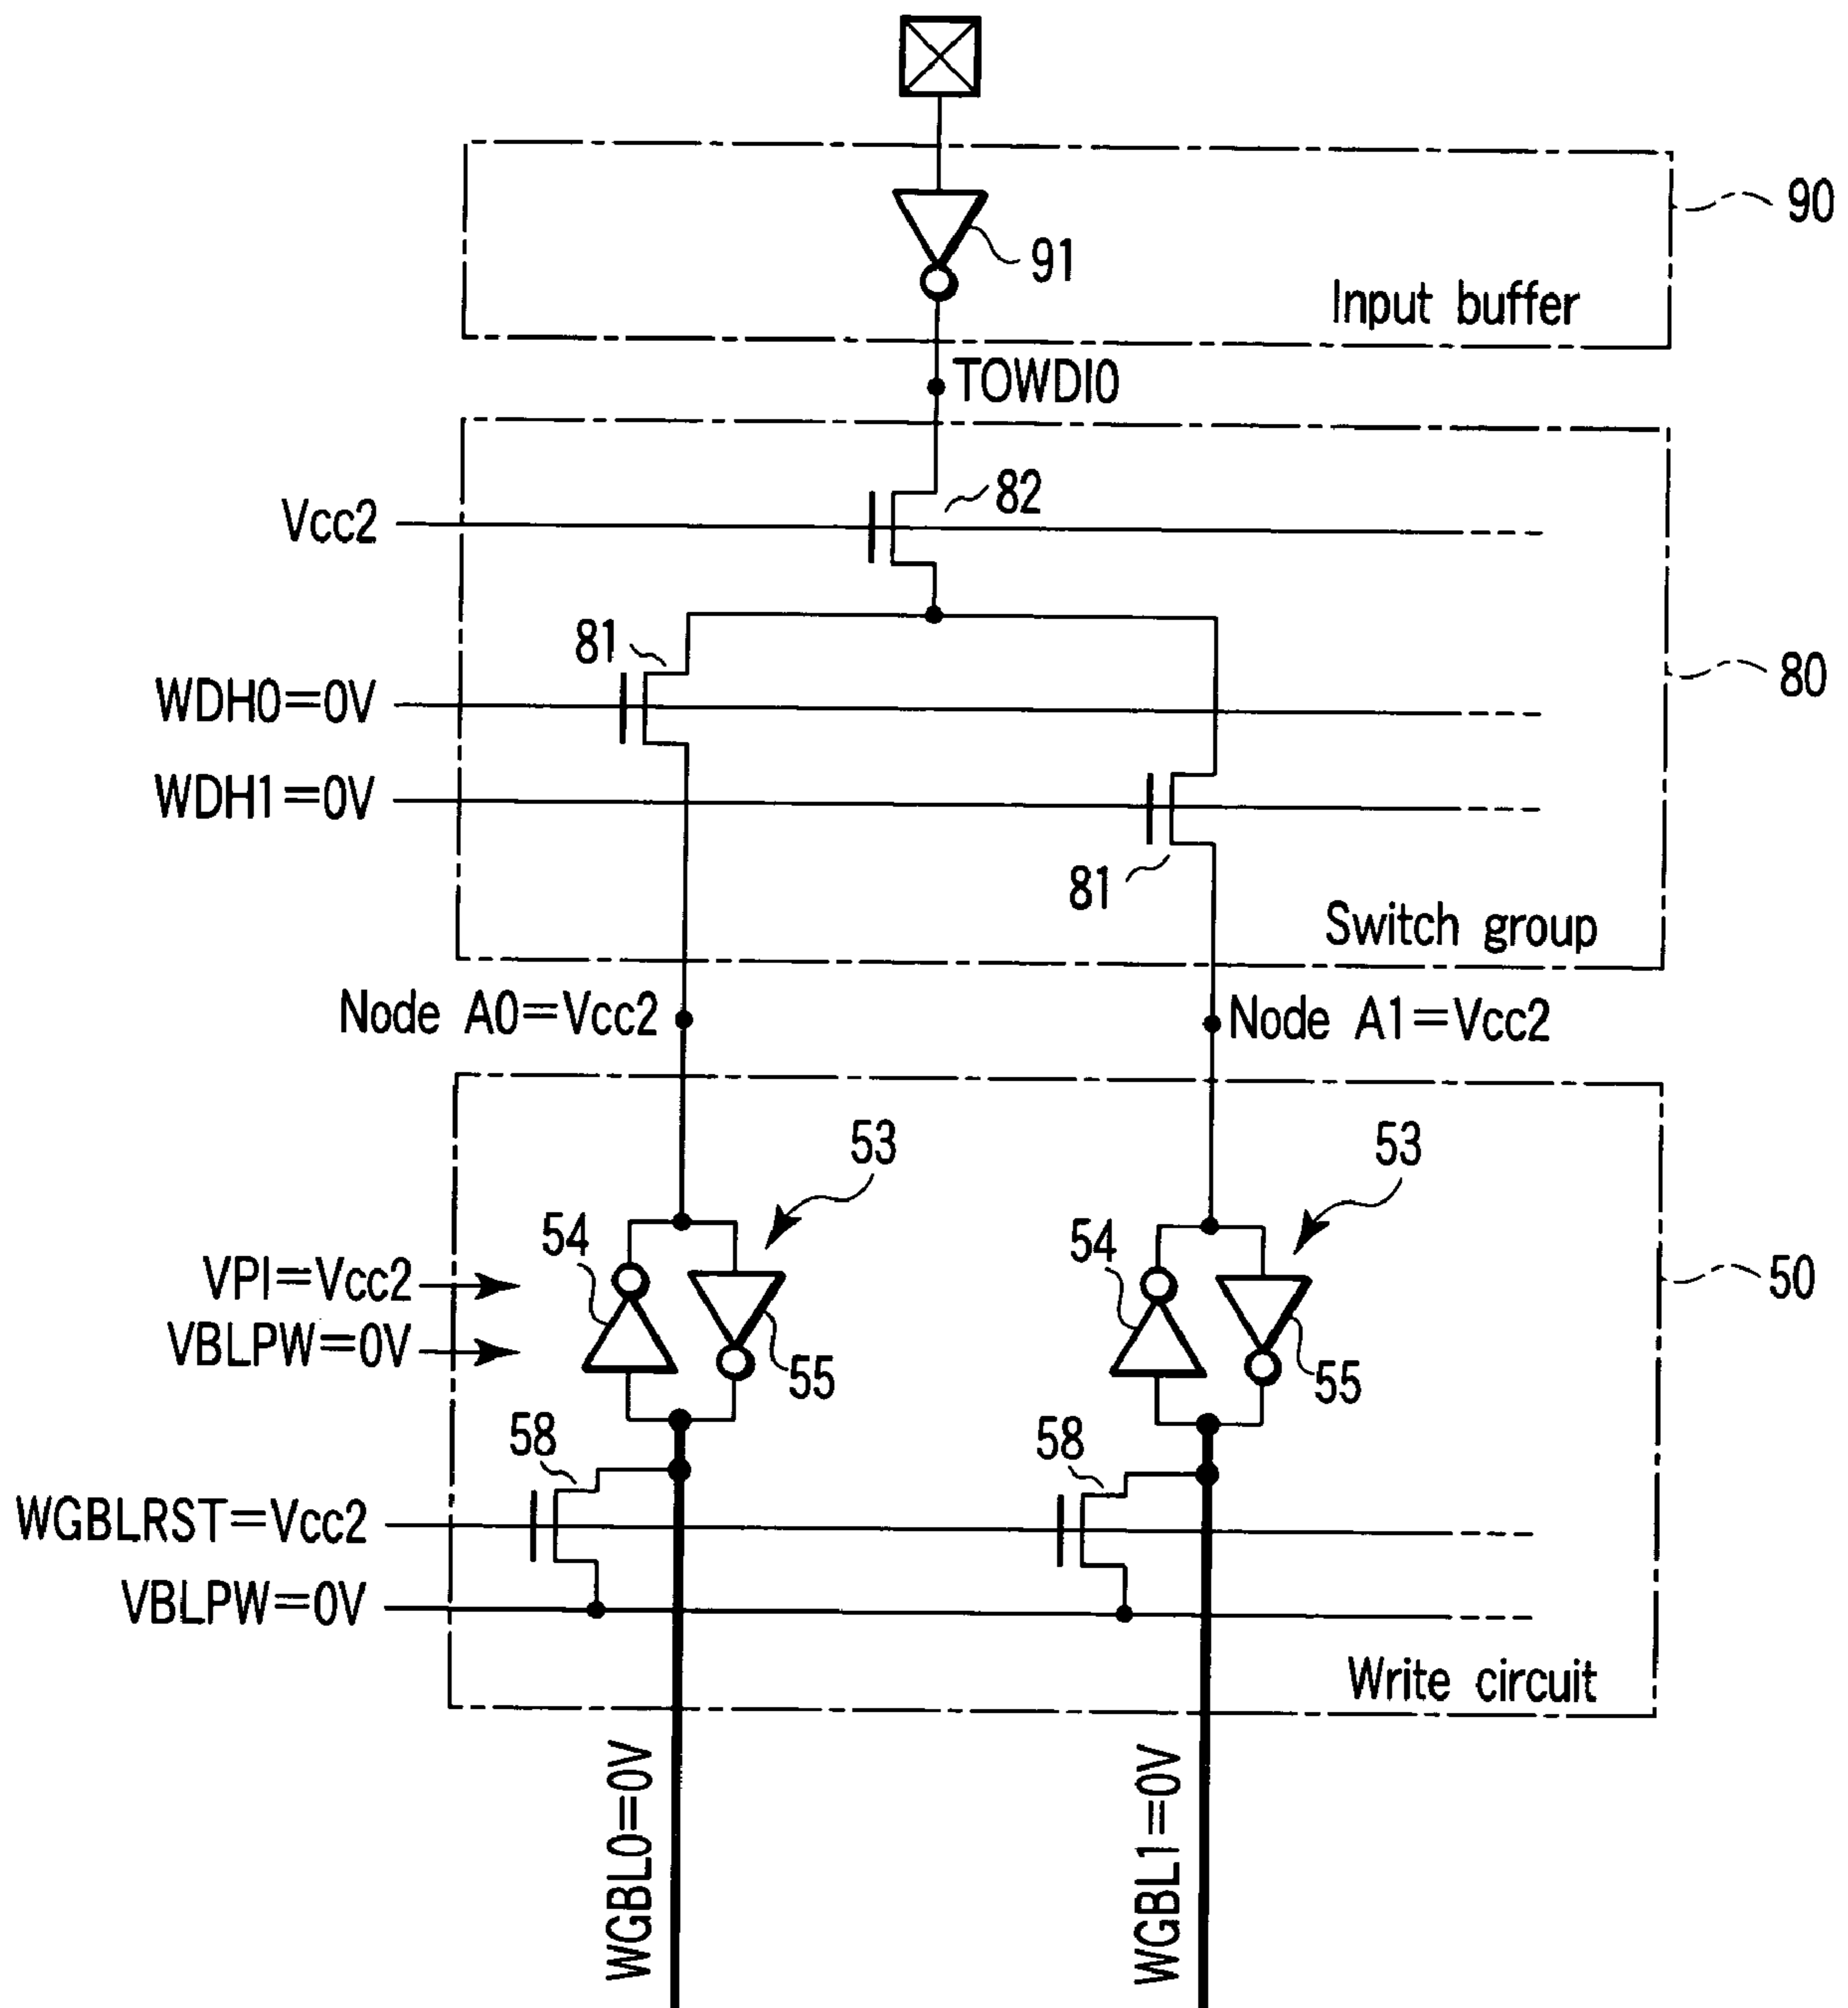 90
91
Input buffer
TOWDI0
82
Vcc2
81
WDH0=0V
80
WDH1=0V
81
Switch group
Node A0=Vcc2
Node A1=Vcc2
53
53
54
54
VPI=Vcc2
50
VBLPW=0V
55
55
58
58
WGBLRST=Vcc2
VBLPW=0V
Write circuit
WGBL0=0V
WGBL1=0V